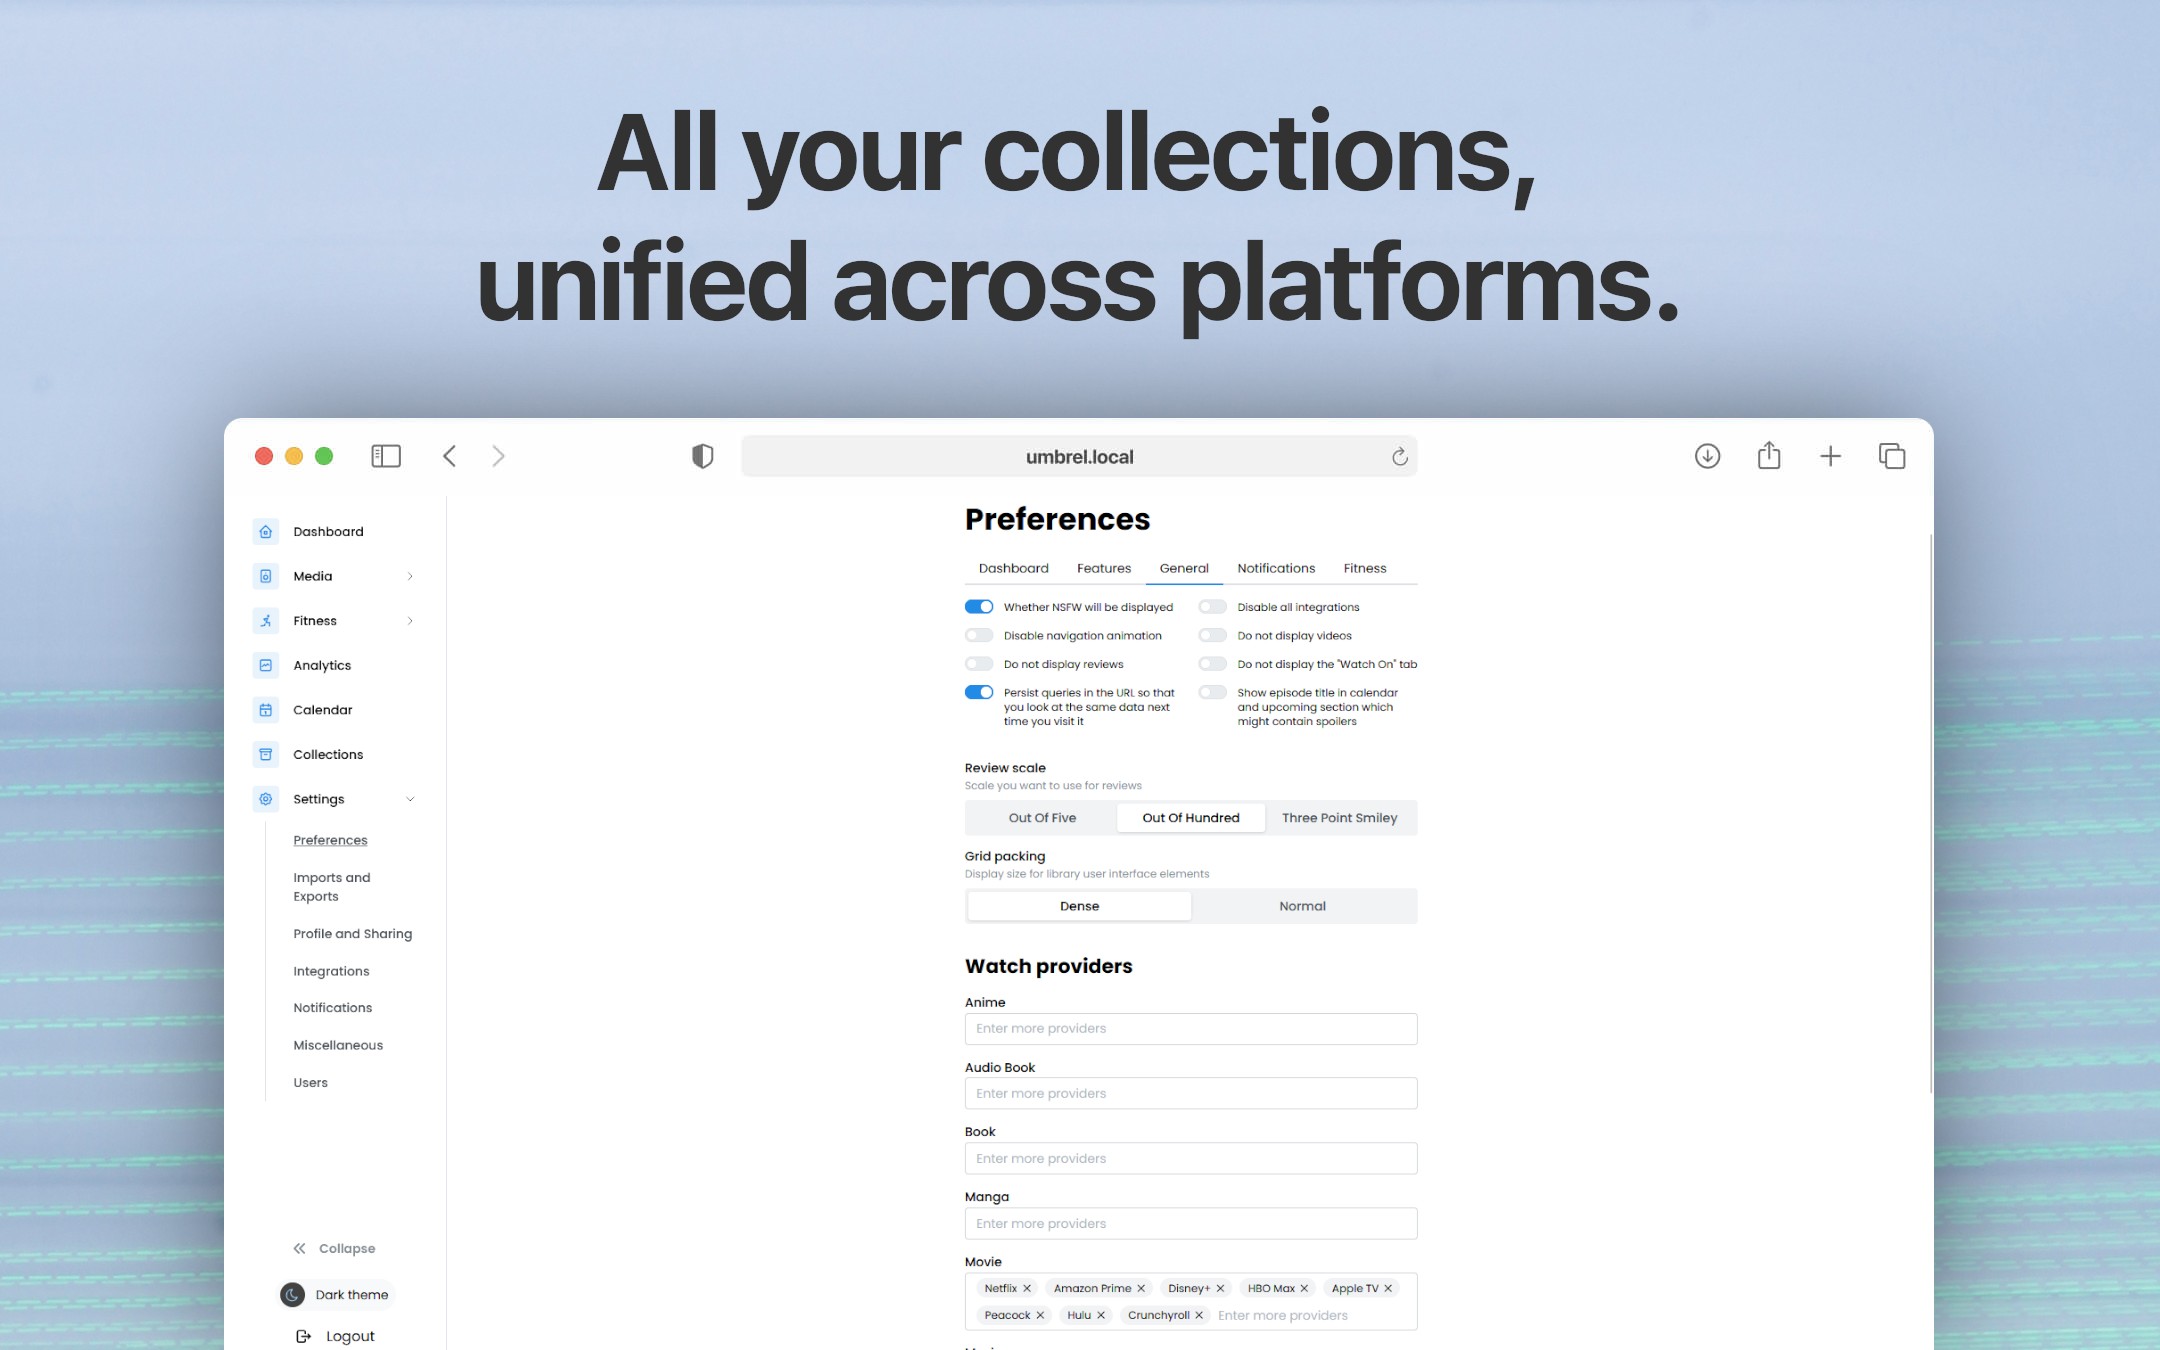 All your collections,
unified across platforms.
umbrel.local
Dashboard
Media
Fitness
Analytics
Calendar
Collections
Settings
Preferences
Imports and
Exports
Profile and Sharing
Integrations
Notifications
Miscellaneous
Users
Collapse
Dark theme
Logout
Preferences
Dashboard Features General Notifications Fitness
Whether NSFW will be displayed
Disable all integrations
Disable navigation animation
Do not display videos
Do not display reviews
Do not display the "Watch On" tab
Persist queries in the URL so that
you look at the same data next
time you visit it
Show episode title in calendar
and upcoming section which
might contain spoilers
Review scale
Scale you want to use for reviews
Out Of Five Out Of Hundred Three Point Smiley
Grid packing
Display size for library user interface elements
Dense Normal
Watch providers
Anime
Enter more providers
Audio Book
Enter more providers
Book
Enter more providers
Manga
Enter more providers
Movie
Netflix Amazon Prime Disney+ HBO Max Apple TV
Peacock Hulu Crunchyroll Enter more providers